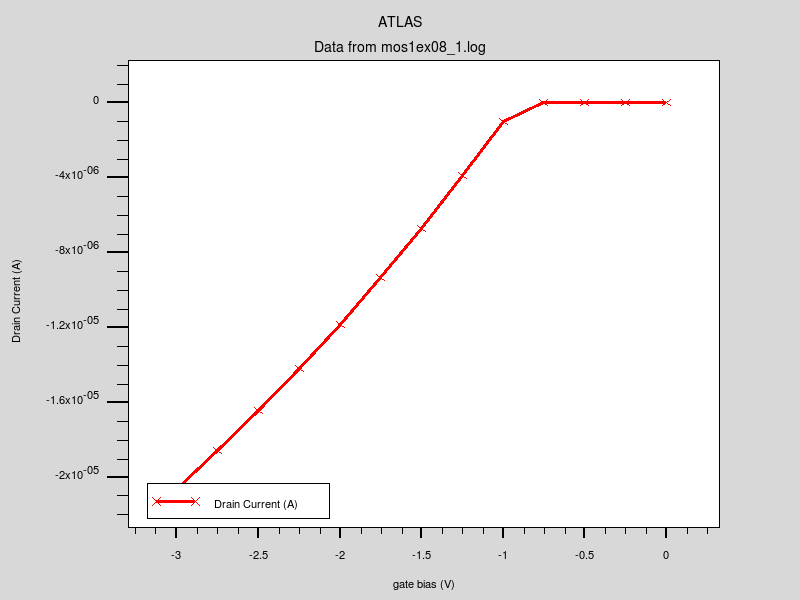 ATLAS
Data from mos1ex08_1.log
Drain Current (A)
0
-4x10-06
-8x10-06
-1.2x10-05
-1.6x10-05
-2x10-05
Drain Current (A)
-3 -2.5 -2 -1.5 -1 -0.5 0
gate bias (V)